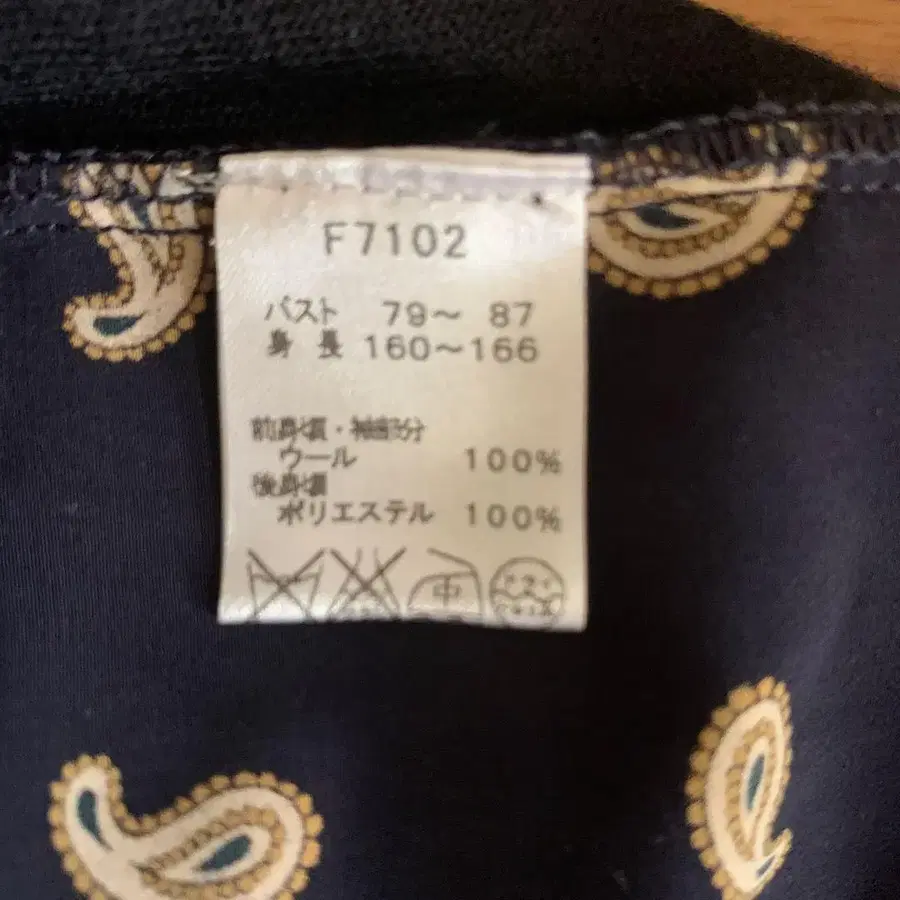 F7102
バスト 79～ 87
身 長 160～166
前身頃・袖部分
ウール 100%
後身頃
ポリエステル 100%
中